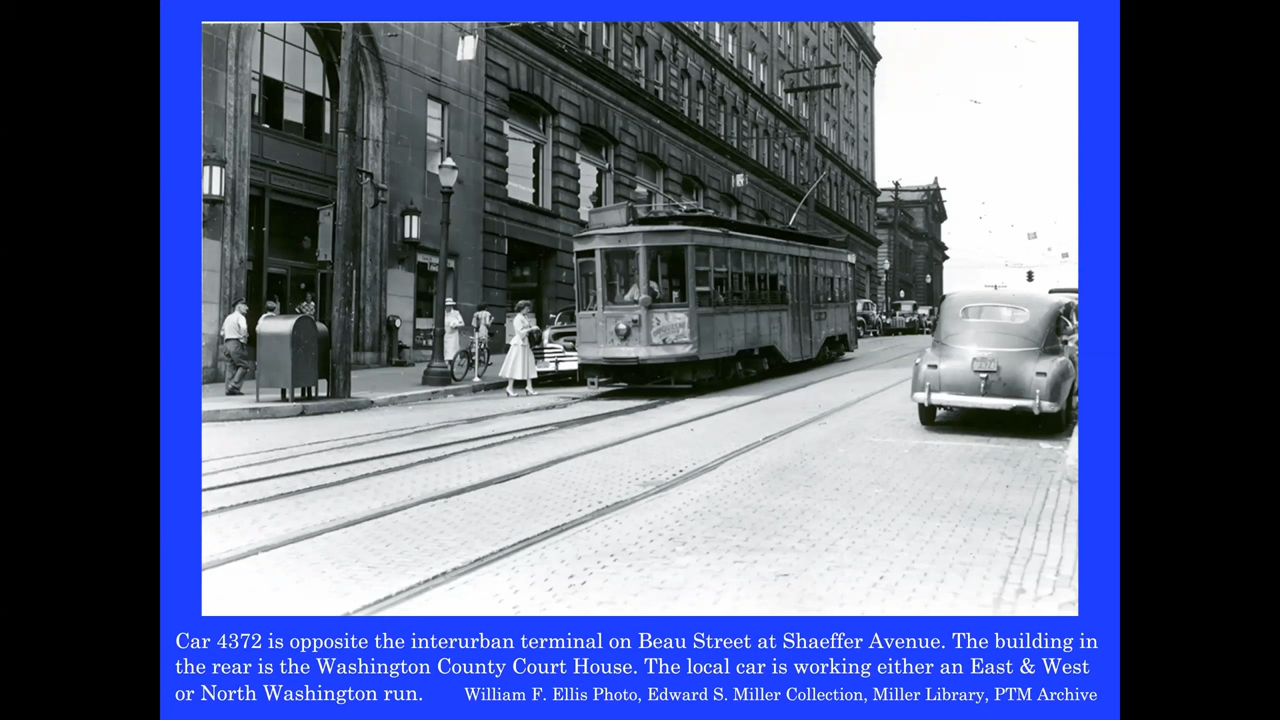 Car 4372 is opposite the interurban terminal on Beau Street at Shaeffer Avenue. The building in
the rear is the Washington County Court House. The local car is working either an East & West
or North Washington run. William F. Ellis Photo, Edward S. Miller Collection, Miller Library, PTM Archive